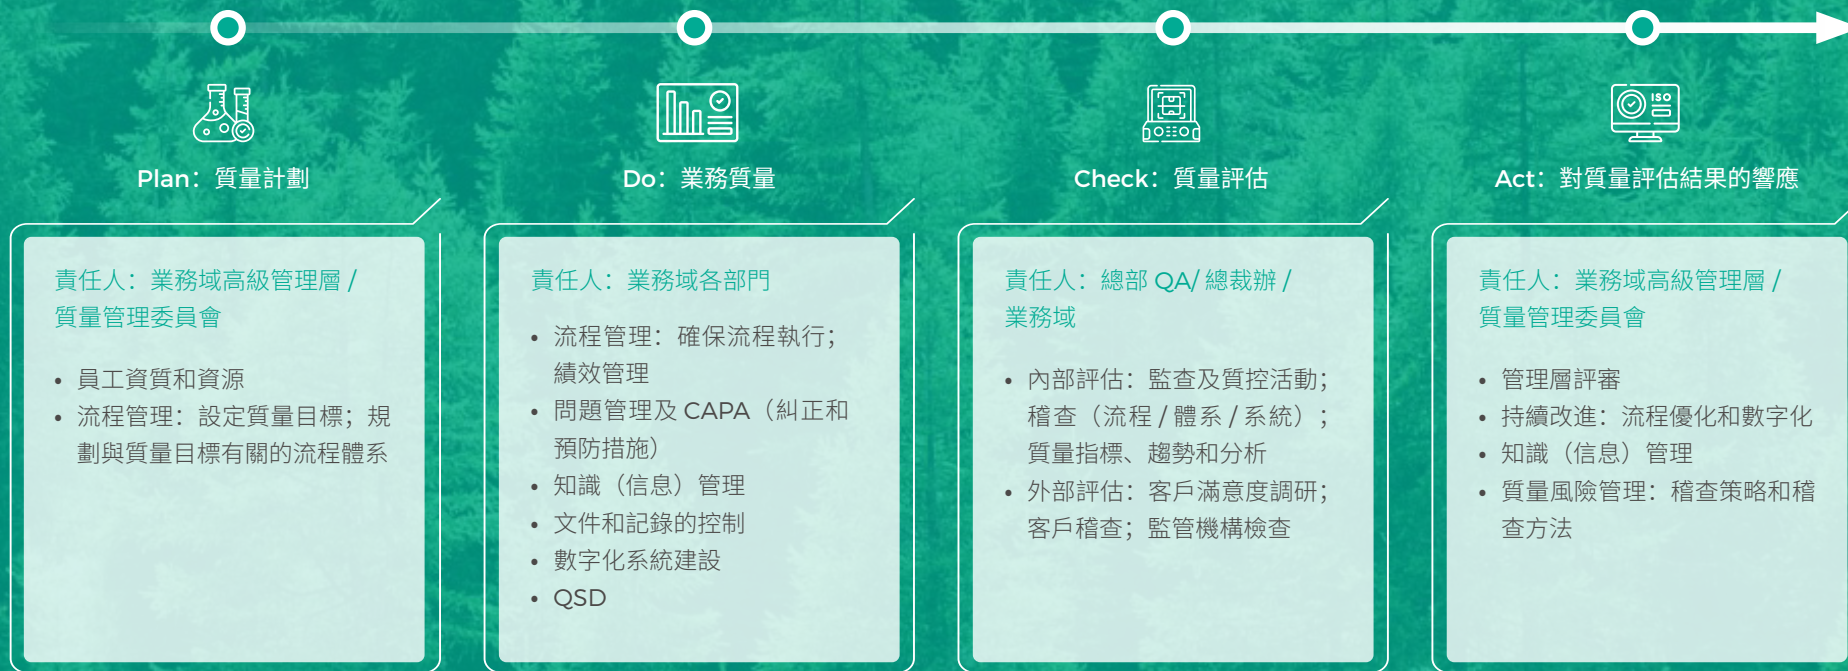 Plan：質量計劃
責任人：業務域高級管理層 /
質量管理委員會
• 員工資質和資源
• 流程管理：設定質量目標；規
劃與質量目標有關的流程體系
Do：業務質量
責任人：業務域各部門
• 流程管理：確保流程執行；
績效管理
• 問題管理及 CAPA（糾正和
預防措施）
• 知識（信息）管理
• 文件和記錄的控制
• 數字化系統建設
• QSD
Check：質量評估
責任人：總部 QA/ 總裁辦 /
業務域
• 內部評估：監查及質控活動；
稽查（流程 / 體系 / 系統）；
質量指標、趨勢和分析
• 外部評估：客戶滿意度調研；
客戶稽查；監管機構檢查
ISO
Act：對質量評估結果的響應
責任人：業務域高級管理層 /
質量管理委員會
• 管理層評審
• 持續改進：流程優化和數字化
• 知識（信息）管理
• 質量風險管理：稽查策略和稽
查方法